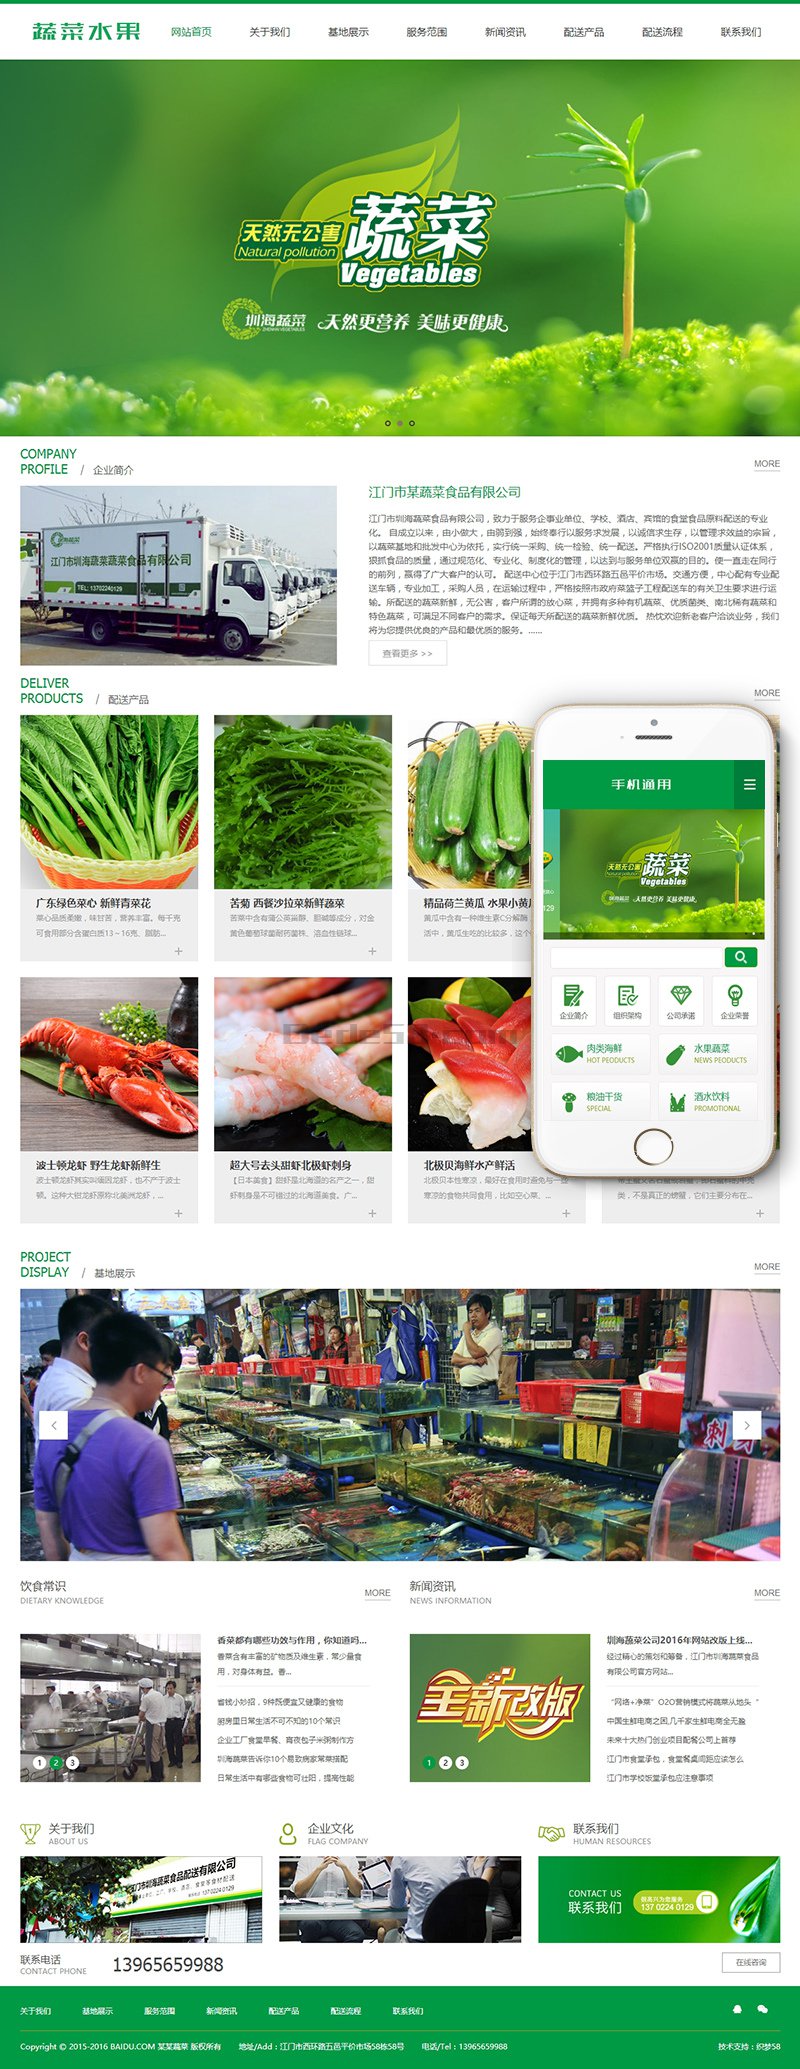 蔬菜水果
网站首页 关于我们 基地展示 服务范围 新闻资讯 配送产品 配送流程 联系我们
天然无公害 蔬菜
Natural pollution
Vegetables
圳海蔬菜 天然更营养 美味更健康
COMPANY
PROFILE / 企业简介
MORE
江门市圳海蔬菜蔬菜食品有限公司
TEL: 13702240129
江门市某蔬菜食品有限公司
江门市圳海蔬菜食品有限公司，致力于服务企事业单位、学校、酒店、宾馆的食堂食品原料配送的专业
化。 目成立以来，由小做大，由弱到强，始终奉行以服务求发展，以诚信求生存，以管理求效益的宗旨，
以蔬菜基地和批发中心为依托，实行统一采购、统一检验、统一配送。严格执行ISO2001质量认证体系，
狠抓食品的质量，通过规范化、专业化、制度化的管理，以达到与服务单位双赢的目的。使一直走在同行
的前列，赢得了广大客户的认可。 配送中心位于江门市西环路五邑平价市场。交通方便，中心配有专业配
送车辆，专业加工，采购人员，在运输过程中，严格按照市政府菜篮子工程配送车的有关卫生要求进行运
输。所配送的蔬菜新鲜，无公害，客户所谓的放心菜，并拥有多种有机蔬菜、优质菌类、南北稀有蔬菜和
特色蔬菜，可满足不同客户的需求。保证每天所配送的蔬菜新鲜优质。 热忱欢迎新老客户洽谈业务，我们
将为您提供优良的产品和最优质的服务。......
查看更多 >>
DELIVER
PRODUCTS / 配送产品
MORE
广东绿色菜心 新鲜青菜花
菜心品质柔嫩，味甘苦，营养丰富。每千克
可食用部分含蛋白质13～16克、脂肪...
苦菊 西餐沙拉菜新鲜蔬菜
苦菜中含有蒲公英甾醇、胆碱等成分，对金
黄色葡萄球菌耐药菌株、溶血性链球...
精品荷兰黄瓜 水果小黄瓜
黄瓜中含有一种维生素C分解酶，
活中，黄瓜生吃的比较多，这个
手机通用
天然无公害 蔬菜
Natural pollution
Vegetables
圳海蔬菜 天然更营养 美味更健康
企业简介 组织架构 公司承诺 企业荣誉
肉类海鲜
HOT PEODUCTS
水果蔬菜
NEWS PEODUCTS
粮油干货
SPECIAL
酒水饮料
PROMOTIONAL
波士顿龙虾 野生龙虾新鲜生
波士顿龙虾其实叫缅因龙虾，也不产于波士
顿。这种大钳龙虾原称北美洲龙虾，...
超大号去头甜虾北极虾刺身
【日本美食】甜虾是北海道的名产之一，甜
虾刺身是不可错过的北海道美食。广...
北极贝海鲜水产鲜活
北极贝本性寒凉，最好在食用时避免与一些
寒凉的食物共同食用，比如空心菜、...
类，不是真正的螃蟹，它们主要分布在...
PROJECT
DISPLAY / 基地展示
MORE
刺身
饮食常识
DIETARY KNOWLEDGE
MORE
香菜都有哪些功效与作用，你知道吗...
香菜含有丰富的矿物质及维生素，常少量食
用，对身体有益。香...
省钱小妙招，9种既便宜又健康的食物
厨房里日常生活不可不知的10个常识
企业工厂食堂早餐、宵夜包子米粥制作方
圳海蔬菜告诉你10个易致病家常菜搭配
日常生活中有哪些食物可壮阳，提高性能
1 2 3
新闻资讯
NEWS INFORMATION
MORE
全新改版
1 2 3
圳海蔬菜公司2016年网站改版上线...
经过精心的策划和筹备，江门市圳海蔬菜食品
有限公司官方网站...
“网络+净菜”O2O营销模式将蔬菜从地头“
中国生鲜电商之困,几千家生鲜电商全无盈
未来十大热门创业项目配餐公司上首荐
江门市食堂承包，食堂餐桌间距应该怎么
江门市学校饭堂承包应注意事项
关于我们
ABOUT US
江门市圳海蔬菜食品配送有限公司
企业文化
FLAG COMPANY
联系我们
HUMAN RESOURCES
CONTACT US
联系我们
很高兴为您服务
137 0224 0129
联系电话
CONTACT PHONE
13965659988
在线咨询
关于我们 基地展示 服务范围 新闻资讯 配送产品 配送流程 联系我们
Copyright © 2015-2016 BAIDU.COM 某某蔬菜 版权所有 地址/Add：江门市西环路五邑平价市场58栋58号 电话/Tel：13965659988 技术支持：织梦58